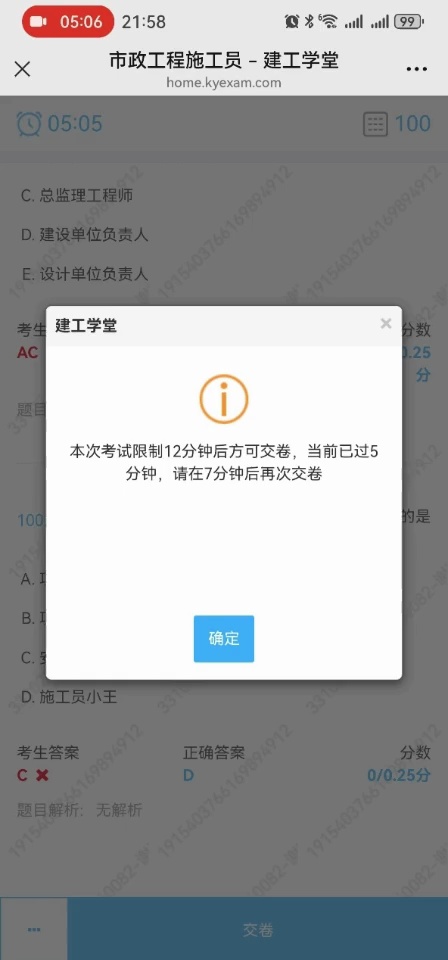 05:06 21:58 6 99
市政工程施工员 – 建工学堂
home.kyexam.com
05:05 100
C. 总监理工程师
D. 建设单位负责人
E. 设计单位负责人
建工学堂 ×
考生 分数
AC 0.25
分
题目
本次考试限制12分钟后方可交卷，当前已过5
分钟，请在7分钟后再次交卷
100. 的是
A. 
B. 
确定
C. 
D. 施工员小王
考生答案 正确答案 分数
C ✖ D 0/0.25分
题目解析： 无解析
1915403766169894912
... 交卷